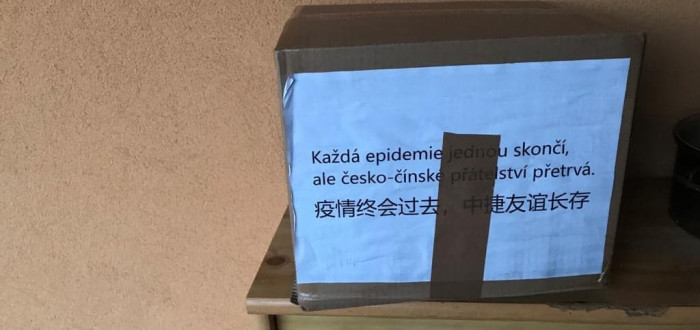 Každá epidemie jednou skončí,
ale česko-čínské přátelství přetrvá.
疫情终会过去，中捷友谊长存